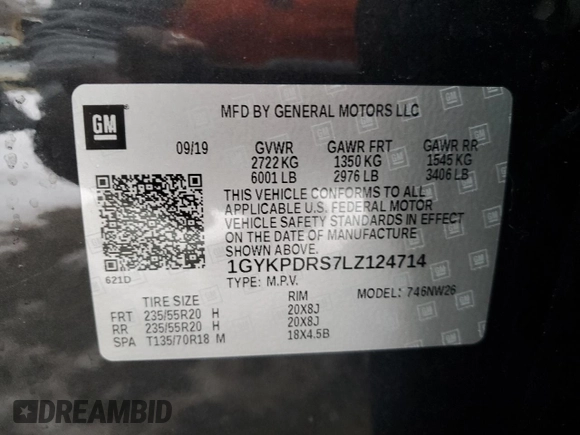 GM
MFD BY GENERAL MOTORS LLC
09/19 GVWR GAWR FRT GAWR RR
2722 KG 1350 KG 1545 KG
6001 LB 2976 LB 3406 LB
THIS VEHICLE CONFORMS TO ALL
APPLICABLE U.S. FEDERAL MOTOR
VEHICLE SAFETY STANDARDS IN EFFECT
ON THE DATE OF MANUFACTURE
SHOWN ABOVE.
621D
1GYKPDRS7LZ124714
TYPE: M.P.V. MODEL: 746NW26
TIRE SIZE RIM
FRT 235/55R20 H 20X8J
RR 235/55R20 H 20X8J
SPA T135/70R18 M 18X4.5B
DREAMBID